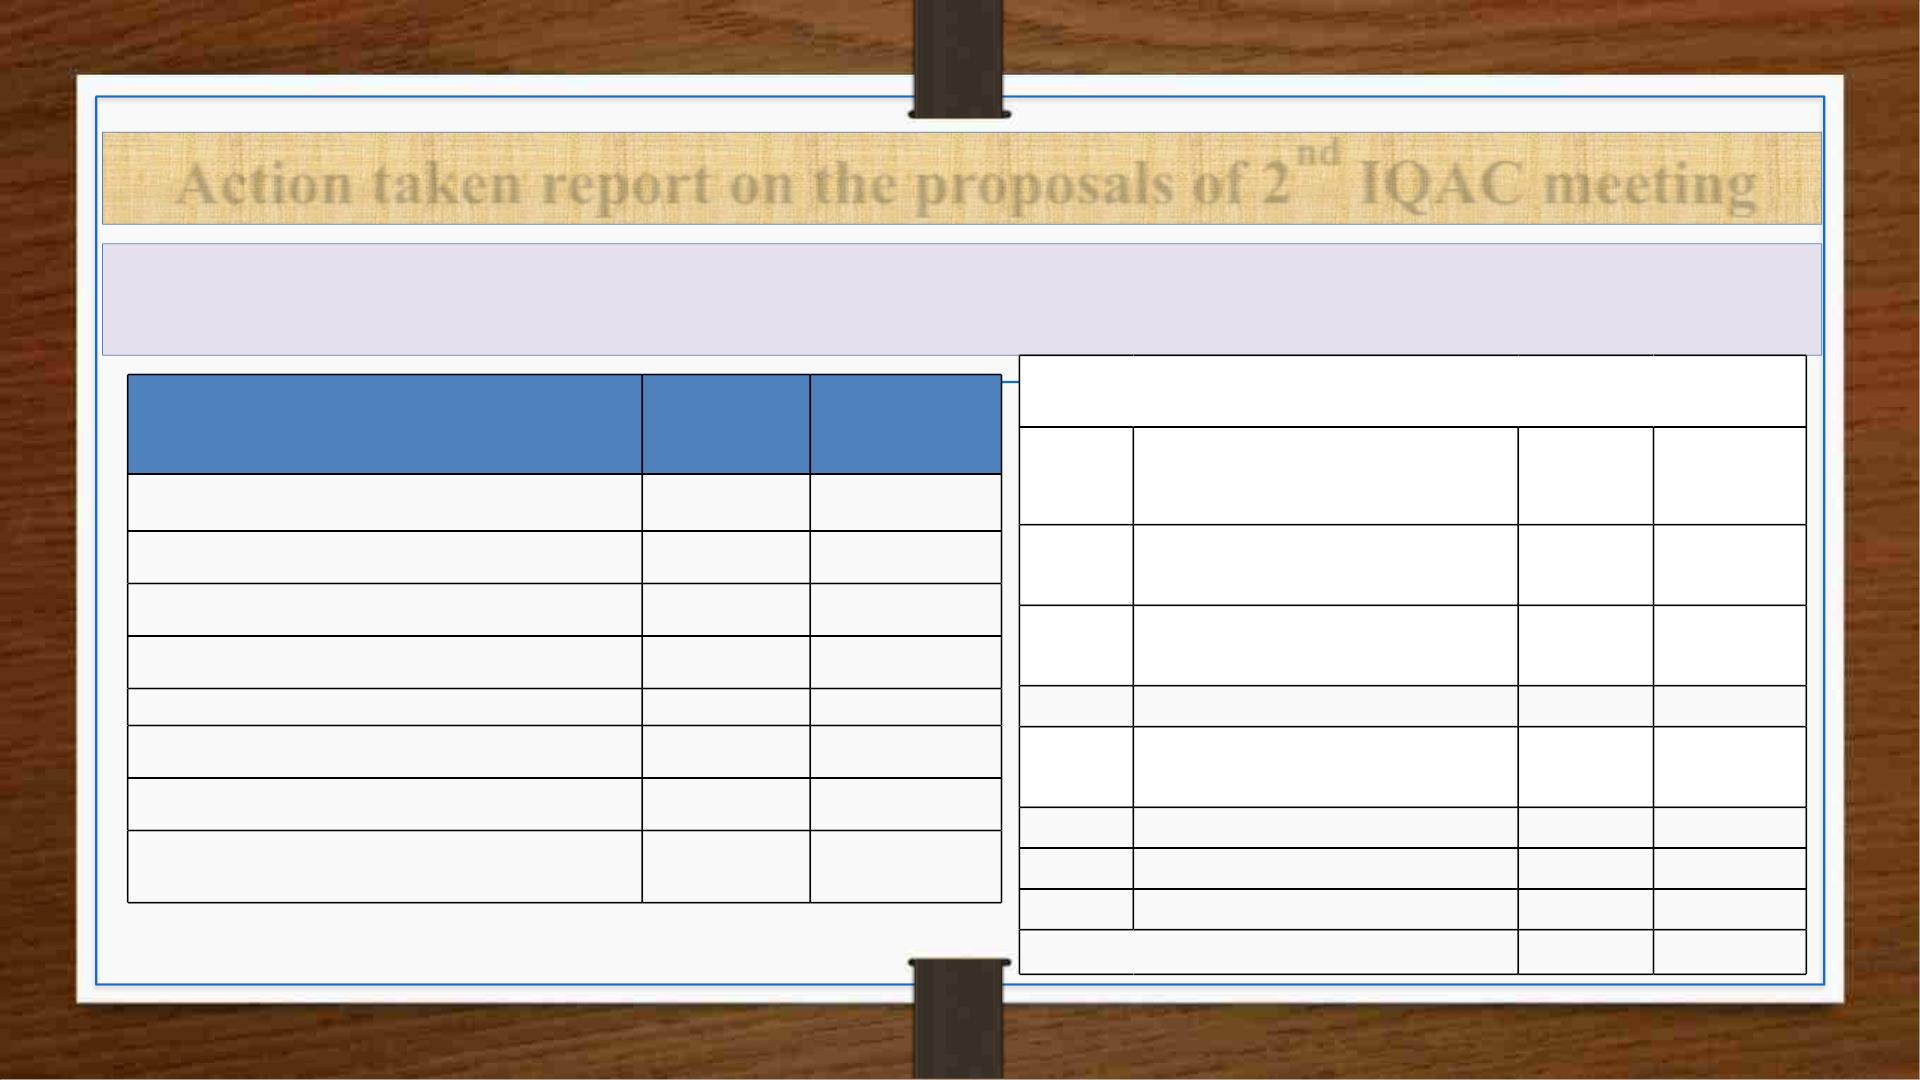 Action taken report on the proposals of 2nd IQAC meeting